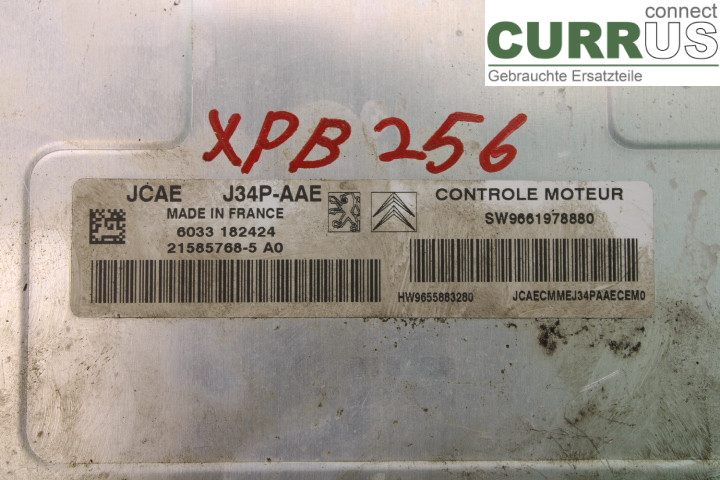 connect
CURRUS
Gebrauchte Ersatzteile
XPB 256
JCAE J34P-AAE
MADE IN FRANCE
6033 182424
21585768-5 A0
CONTROLE MOTEUR
SW9661978880
HW9655883280 JCAECMMEJ34PAAECEM0